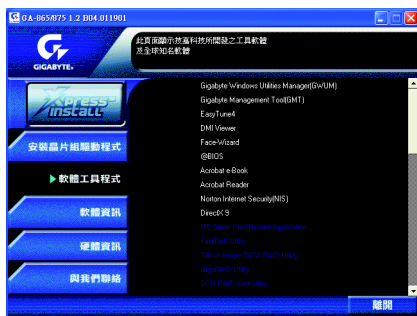 GA-865/875 1.2 B04.011901
GIGABYTE
此頁面顯示技嘉科技所開發之工具軟體
及全球知名軟體
Xpress-
Install
安裝晶片組驅動程式
軟體工具程式
軟體資訊
硬體資訊
與我們聯絡
Gigabyte Windows Utilities Manager(GWUM)
Gigabyte Management Tool(GMT)
EasyTune4
DMI Viewer
Face-Wizard
@BIOS
Acrobat e-Book
Acrobat Reader
Norton Internet Security(NIS)
DirectX 9
離開